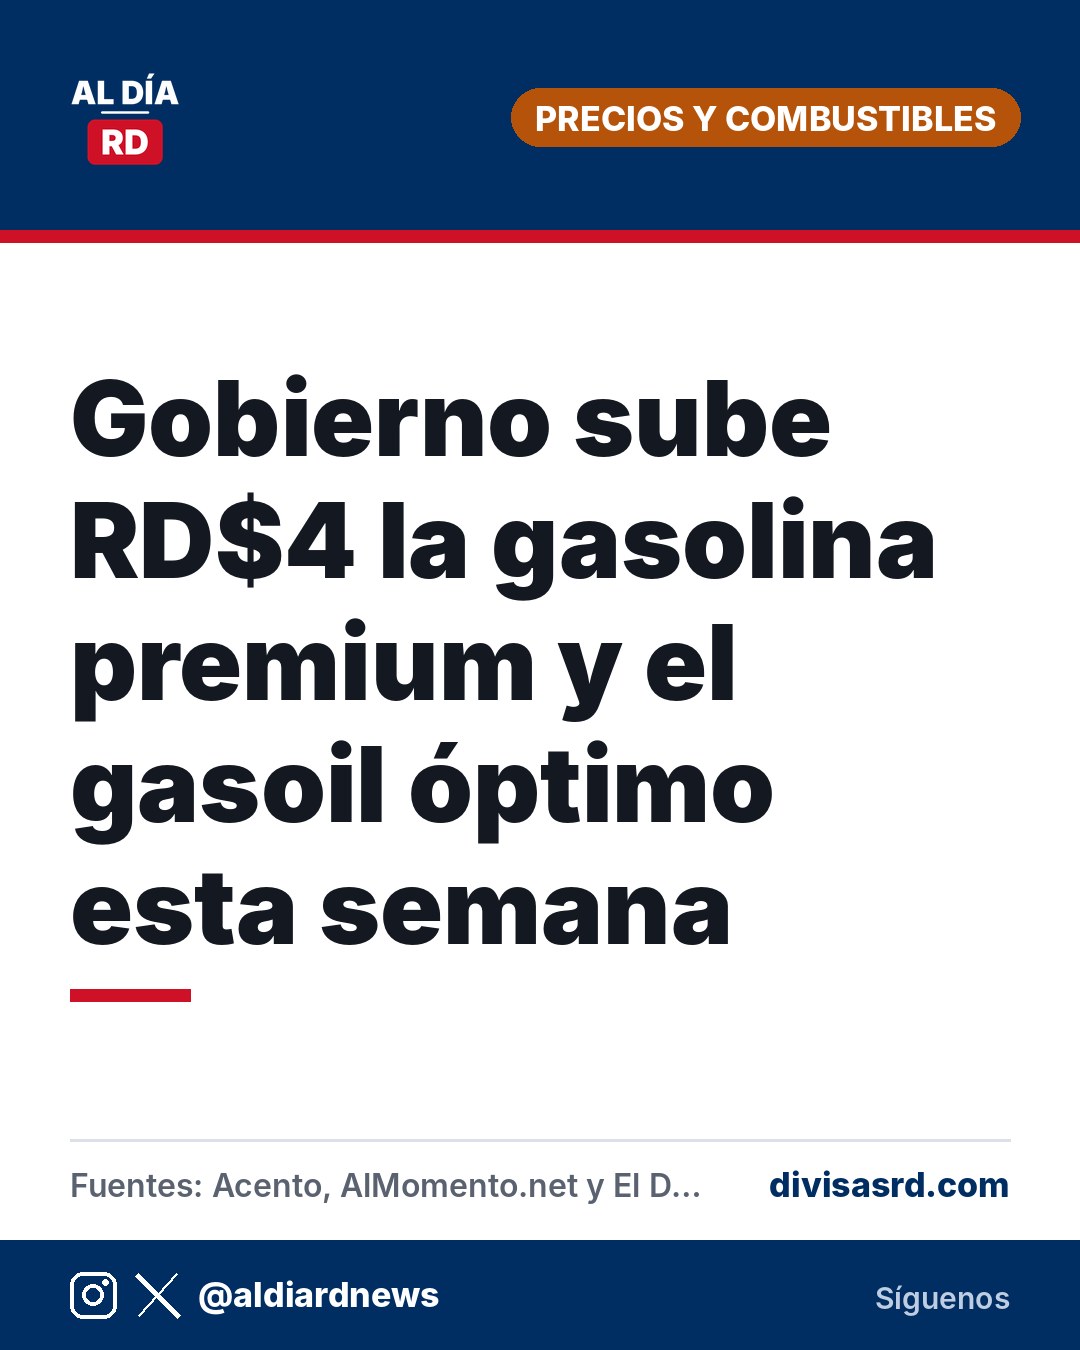 AL DÍA
RD
PRECIOS Y COMBUSTIBLES
Gobierno sube
RD$4 la gasolina
premium y el
gasoil óptimo
esta semana
Fuentes: Acento, AlMomento.net y El D...
divisasrd.com
@aldiardnews
Síguenos